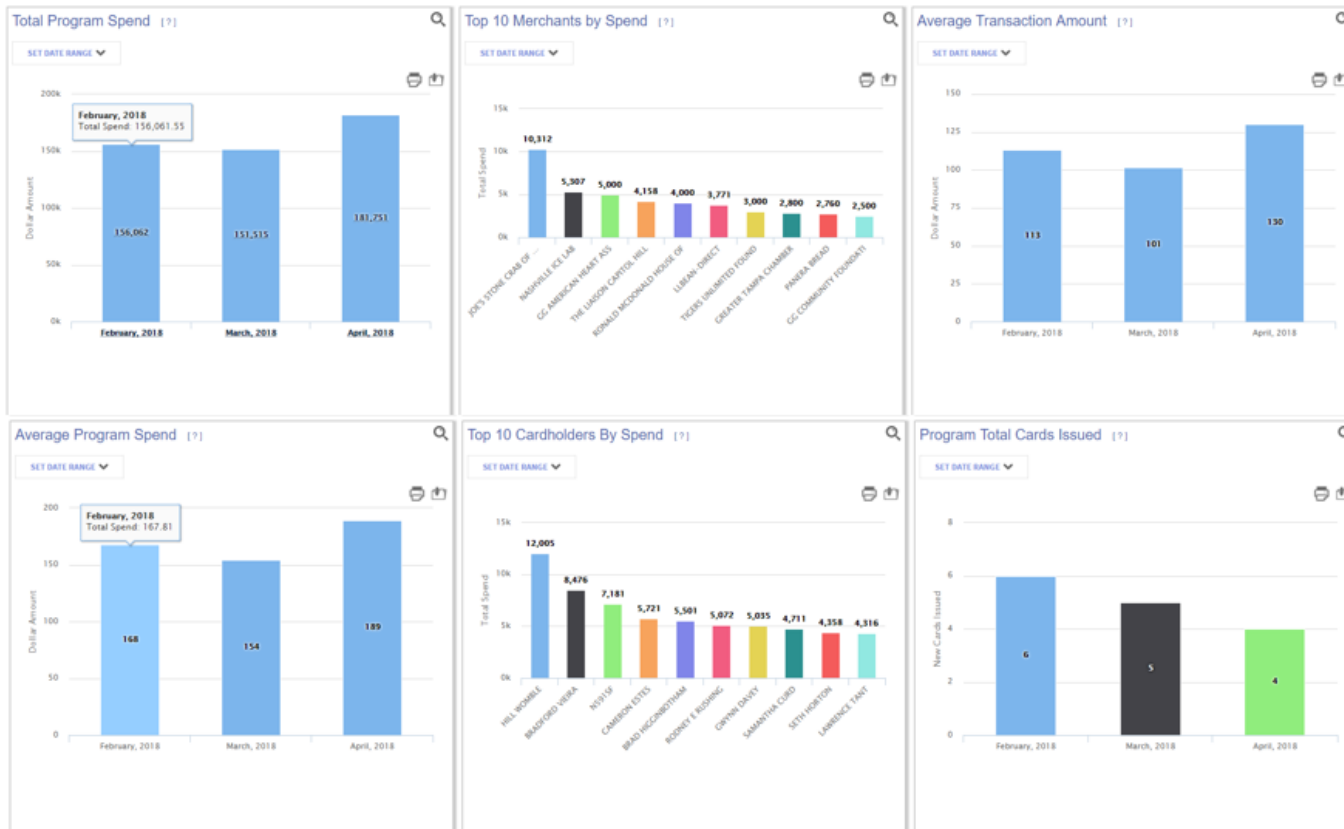 Total Program Spend [?]
SET DATE RANGE
200k
February, 2018
Total Spend: 156,061.55
150k
100k
50k
0k
Dollar Amount
156,062
151,515
181,751
February, 2018
March, 2018
April, 2018
Top 10 Merchants by Spend [?]
SET DATE RANGE
15k
10k
5k
0k
Total Spend
10,312
5,307
5,000
4,158
4,000
3,771
3,000
2,800
2,760
2,500
JOE'S STONE CRAB OF ...
NASHVILLE ICE LAB
GG AMERICAN HEART ASS
THE LIAISON CAPITOL HILL
RONALD MCDONALD HOUSE OF
LLBEAN-DIRECT
TIGERS UNLIMITED FOUND
GREATER TAMPA CHAMBER
PANERA BREAD
GG COMMUNITY FOUNDATI
Average Transaction Amount [?]
SET DATE RANGE
150
125
100
75
50
25
0
Dollar Amount
113
101
130
February, 2018
March, 2018
April, 2018
Average Program Spend [?]
SET DATE RANGE
200
February, 2018
Total Spend: 167.81
150
100
50
0
Dollar Amount
168
154
189
February, 2018
March, 2018
April, 2018
Top 10 Cardholders By Spend [?]
SET DATE RANGE
15k
10k
5k
0k
Total Spend
12,005
8,476
7,181
5,721
5,501
5,072
5,035
4,711
4,358
4,316
HILL WOMBLE
BRADFORD VIEIRA
N591SF
CAMERON ESTES
BRAD HIGGINBOTHAM
RODNEY E RUSHING
GWYNN DAVEY
SAMANTHA CURD
SETH HORTON
LAWRENCE TANT
Program Total Cards Issued [?]
SET DATE RANGE
8
6
4
2
0
New Cards Issued
6
5
4
February, 2018
March, 2018
April, 2018